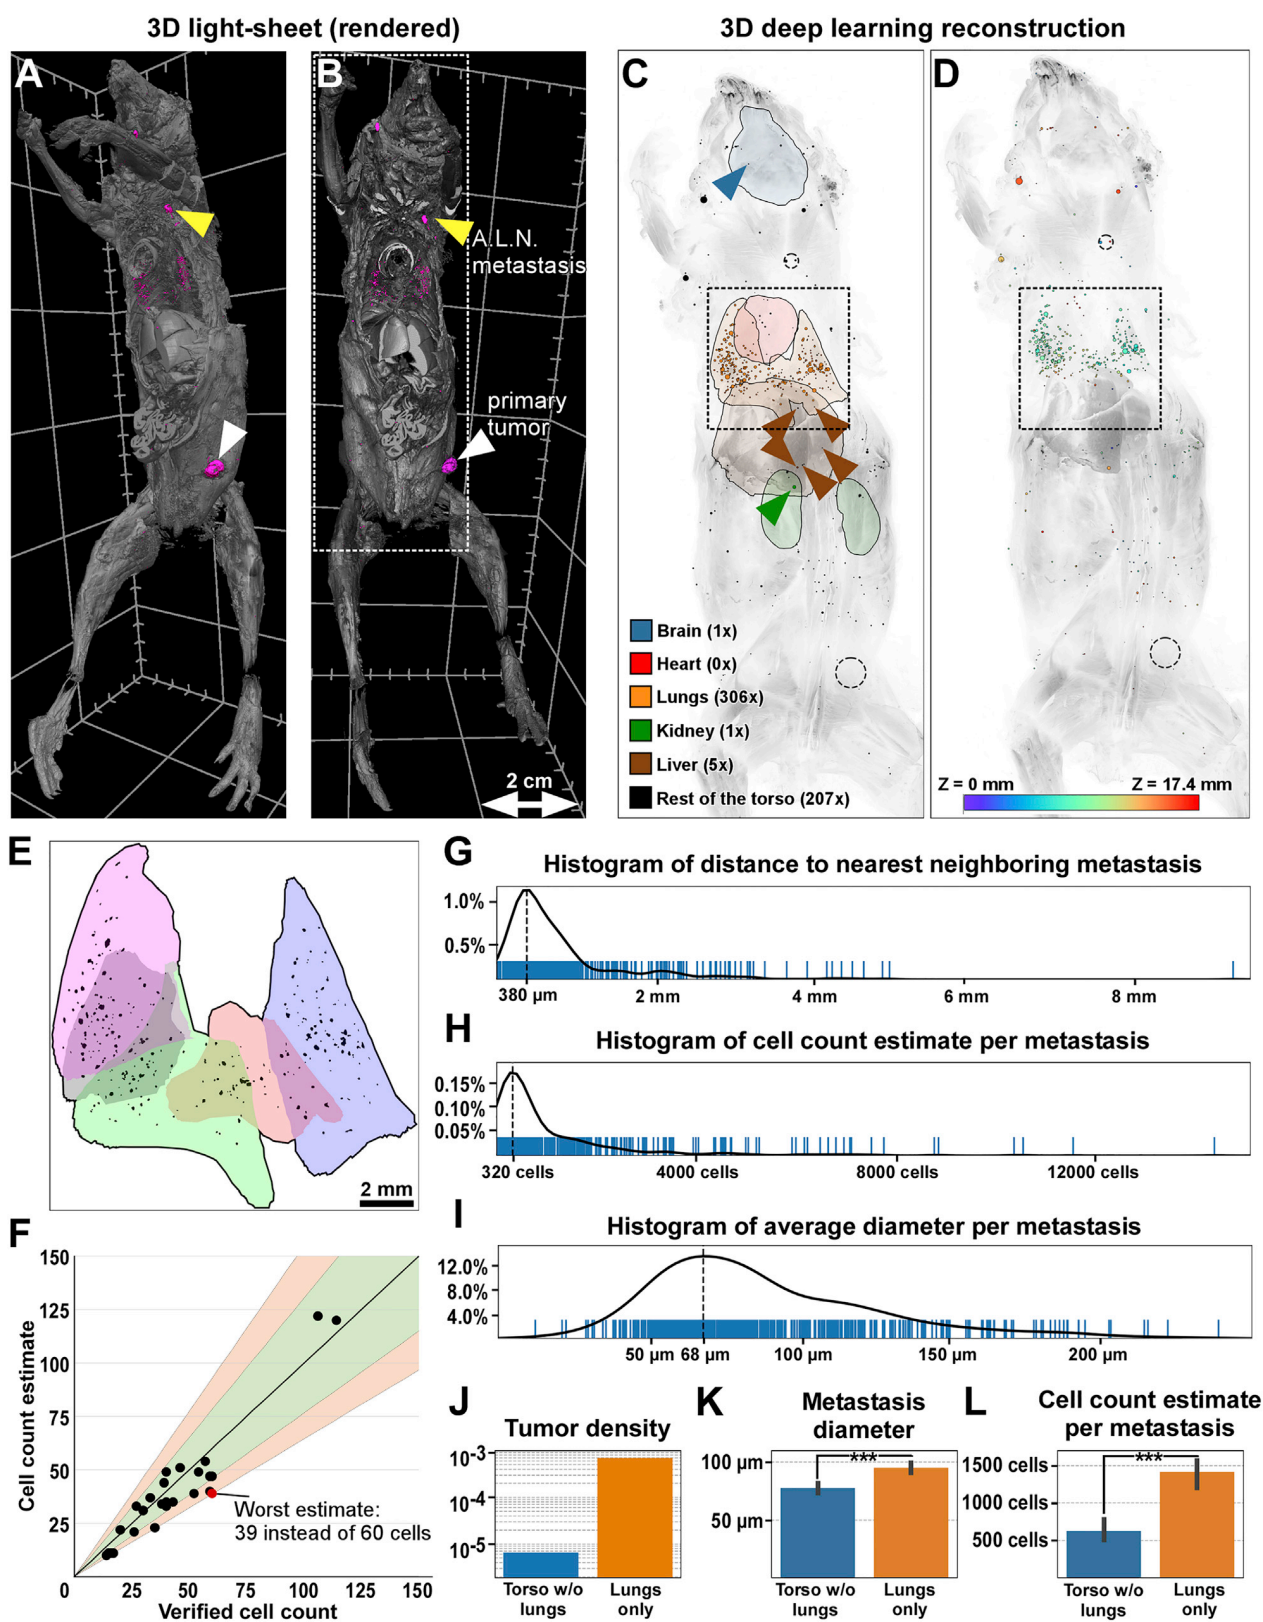 3D light-sheet (rendered)
3D deep learning reconstruction
A
B
C
D
A.L.N.
metastasis
primary
tumor
2 cm
Brain (1x)
Heart (0x)
Lungs (306x)
Kidney (1x)
Liver (5x)
Rest of the torso (207x)
Z = 0 mm
Z = 17.4 mm
E
2 mm
G
Histogram of distance to nearest neighboring metastasis
1.0%
0.5%
380 µm
2 mm
4 mm
6 mm
8 mm
H
Histogram of cell count estimate per metastasis
0.15%
0.10%
0.05%
320 cells
4000 cells
8000 cells
12000 cells
I
Histogram of average diameter per metastasis
12.0%
8.0%
4.0%
50 µm
68 µm
100 µm
150 µm
200 µm
F
Cell count estimate
150
125
100
75
50
25
0
25
50
75
100
125
150
Verified cell count
Worst estimate:
39 instead of 60 cells
J
Tumor density
10-3
10-4
10-5
Torso w/o
lungs
Lungs
only
K
Metastasis
diameter
100 µm
50 µm
***
Torso w/o
lungs
Lungs
only
L
Cell count estimate
per metastasis
1500 cells
1000 cells
500 cells
***
Torso w/o
lungs
Lungs
only